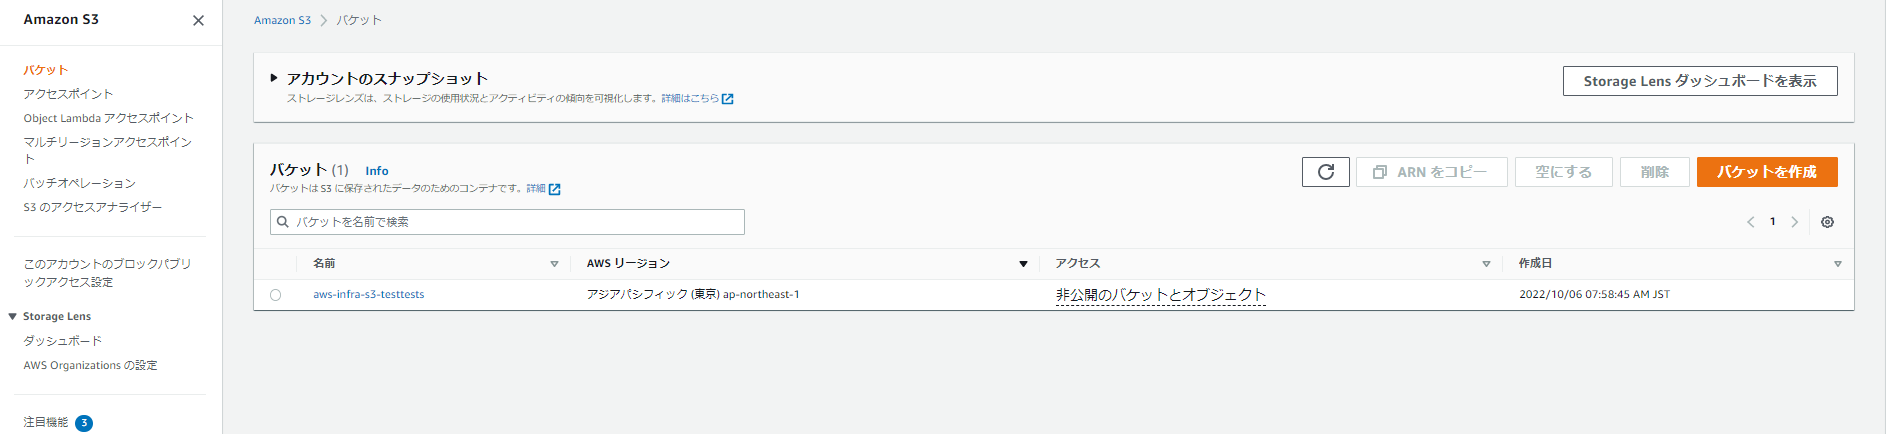 Amazon S3
バケット
アクセスポイント
Object Lambda アクセスポイント
マルチリージョンアクセスポイン
ト
バッチオペレーション
S3 のアクセスアナライザー
このアカウントのブロックパブリ
ックアクセス設定
Storage Lens
ダッシュボード
AWS Organizations の設定
注目機能 3
Amazon S3 > バケット
アカウントのスナップショット
ストレージレンズは、ストレージの使用状況とアクティビティの傾向を可視化します。詳細はこちら
Storage Lens ダッシュボードを表示
バケット (1) Info
バケットは S3 に保存されたデータのためのコンテナです。詳細
ARN をコピー
空にする
削除
バケットを作成
バケットを名前で検索
1
名前 AWS リージョン アクセス 作成日
aws-infra-s3-testtests アジアパシフィック (東京) ap-northeast-1 非公開のバケットとオブジェクト 2022/10/06 07:58:45 AM JST